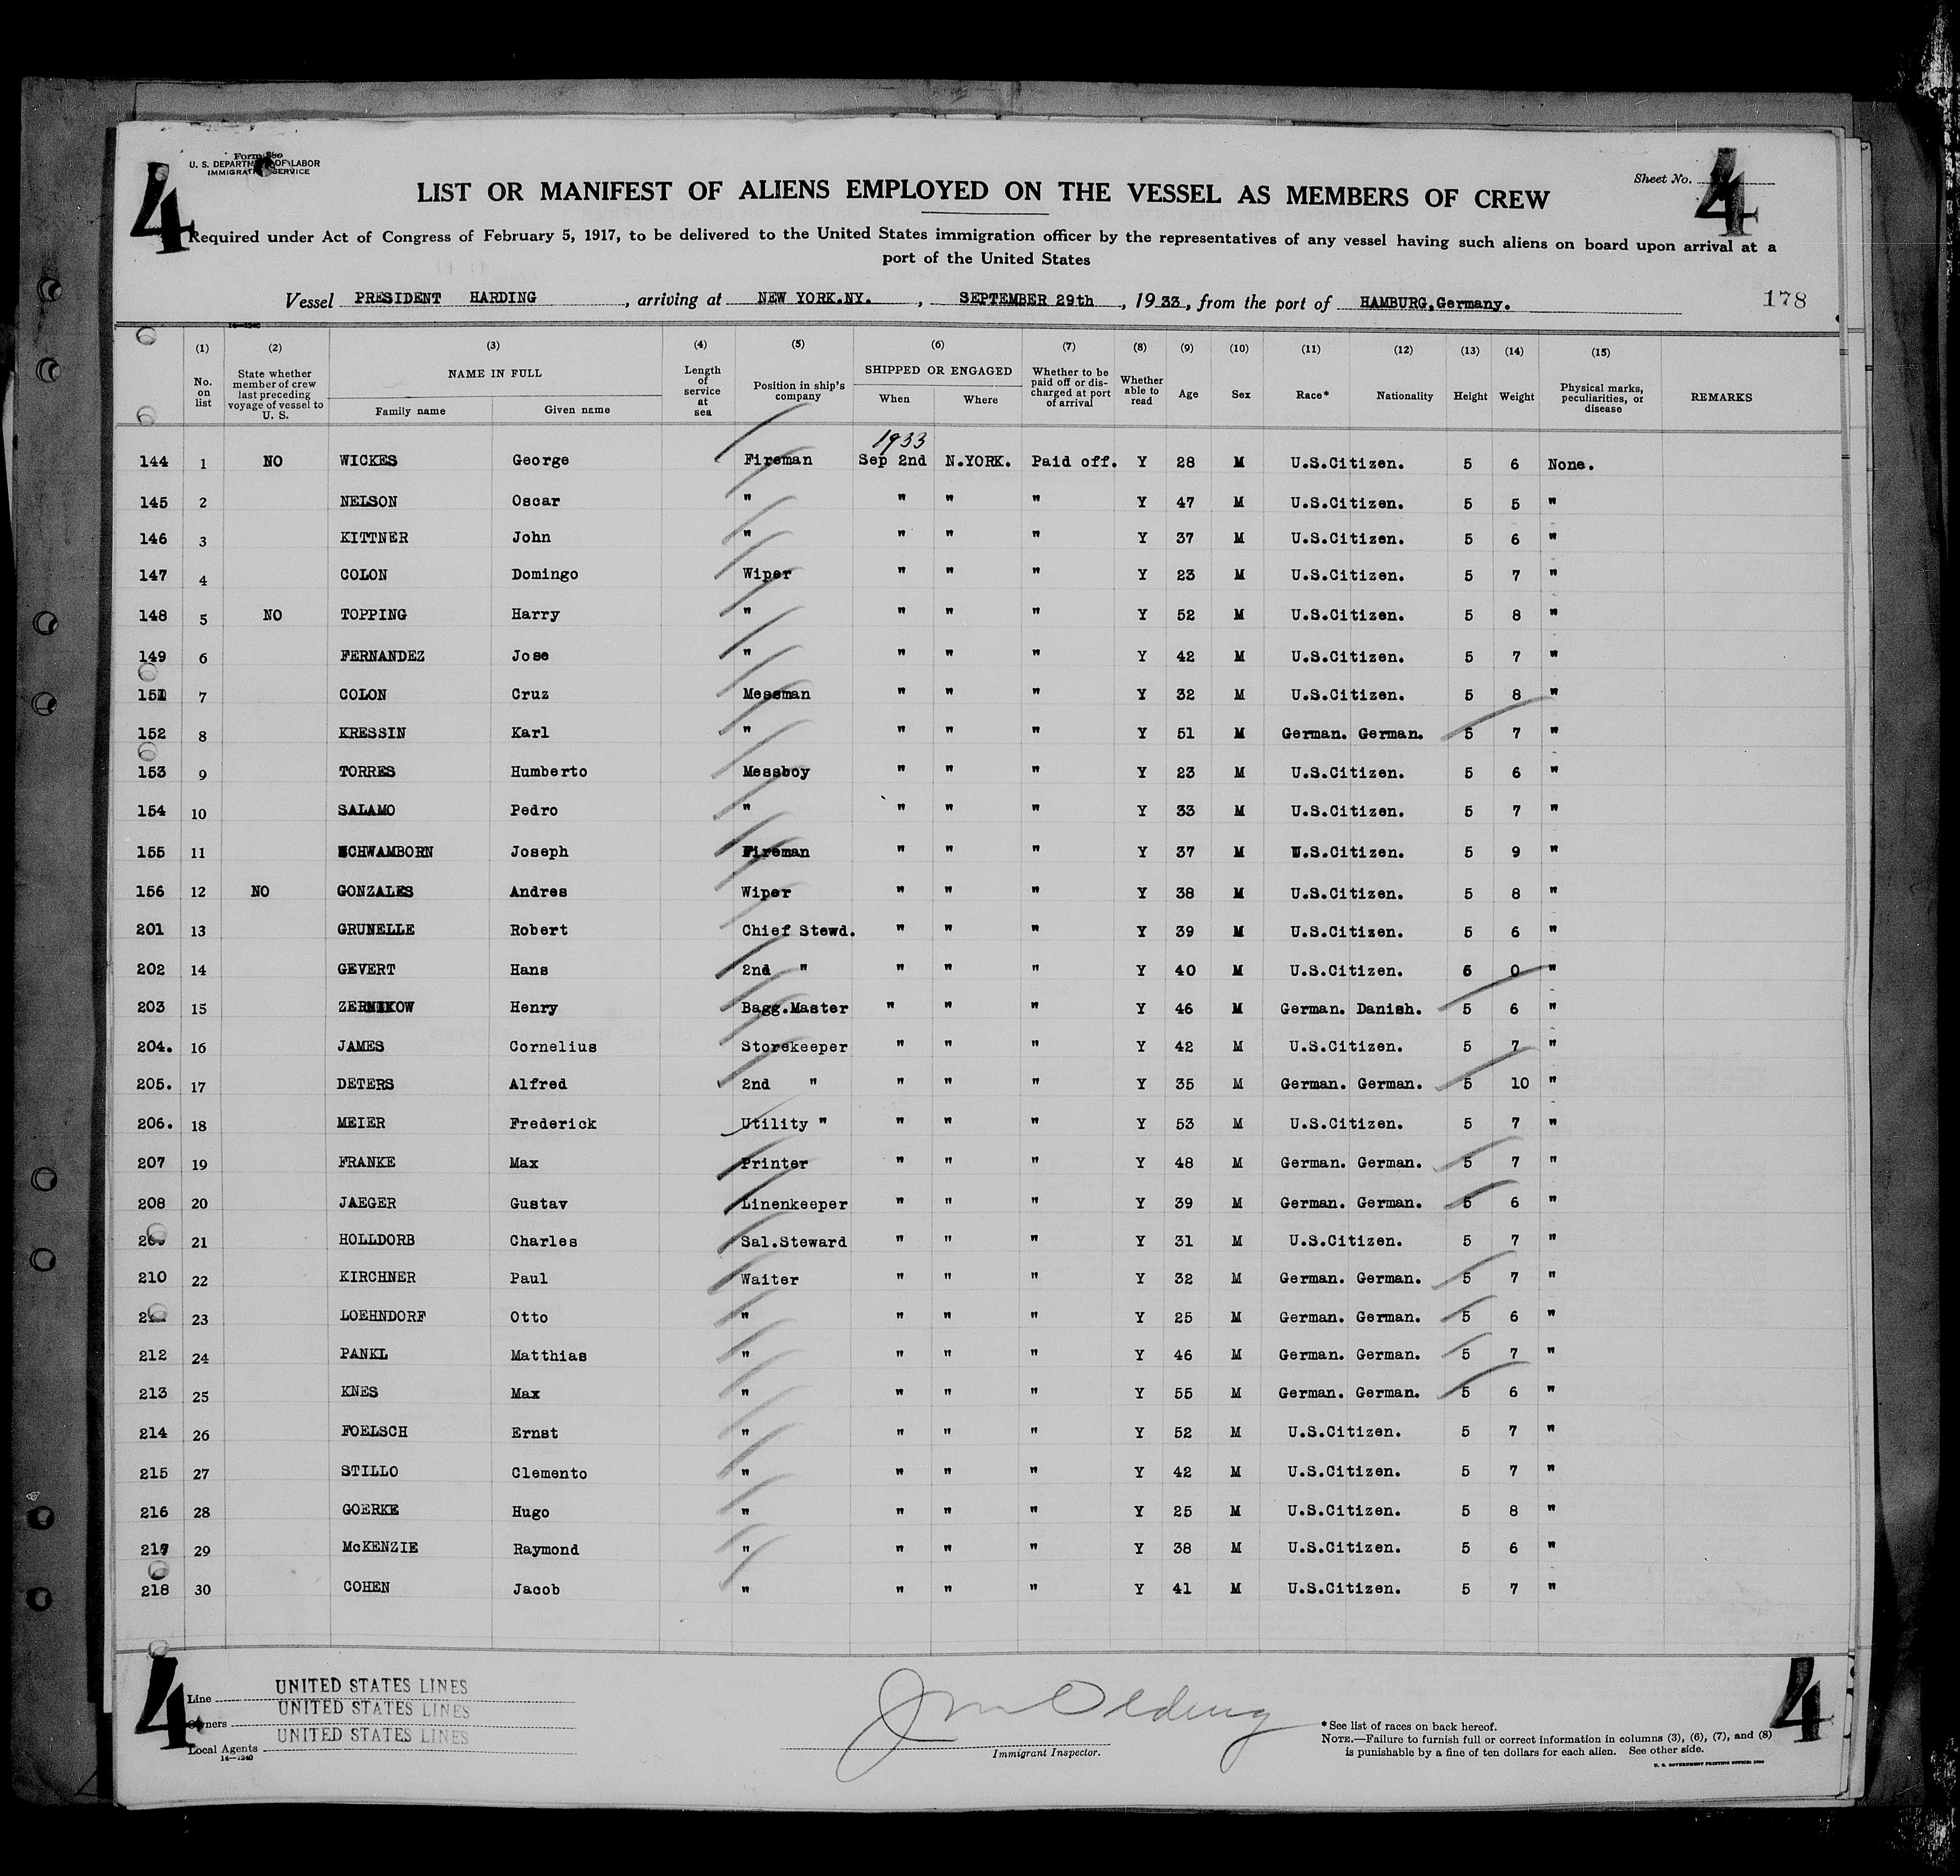 Form 680
U. S. DEPARTMENT OF LABOR
IMMIGRATION SERVICE
4
Sheet No. 4
LIST OR MANIFEST OF ALIENS EMPLOYED ON THE VESSEL AS MEMBERS OF CREW
Required under Act of Congress of February 5, 1917, to be delivered to the United States immigration officer by the representatives of any vessel having such aliens on board upon arrival at a
port of the United States
Vessel PRESIDENT HARDING, arriving at NEW YORK.NY., SEPTEMBER 29th, 1933, from the port of HAMBURG,Germany. 178
14—1240
(1) (2) (3) (4) (5) (6) (7) (8) (9) (10) (11) (12) (13) (14) (15)
No. on list State whether member of crew last preceding voyage of vessel to U. S. NAME IN FULL Family name Given name Length of service at sea Position in ship's company SHIPPED OR ENGAGED When Where Whether to be paid off or discharged at port of arrival Whether able to read Age Sex Race* Nationality Height Weight Physical marks, peculiarities, or disease REMARKS
1933
144 1 NO WICKES George Fireman Sep 2nd N.YORK. Paid off. Y 28 M U.S.Citizen. 5 6 None.
145 2 NELSON Oscar " " " " Y 47 M U.S.Citizen. 5 5 "
146 3 KITTNER John " " " " Y 37 M U.S.Citizen. 5 6 "
147 4 COLON Domingo Wiper " " " Y 23 M U.S.Citizen. 5 7 "
148 5 NO TOPPING Harry " " " " Y 52 M U.S.Citizen. 5 8 "
149 6 FERNANDEZ Jose " " " " Y 42 M U.S.Citizen. 5 7 "
151 7 COLON Cruz Messman " " " Y 32 M U.S.Citizen. 5 8 "
152 8 KRESSIN Karl " " " " Y 51 M German. German. 5 7 "
153 9 TORRES Humberto Messboy " " " Y 23 M U.S.Citizen. 5 6 "
154 10 SALAMO Pedro " " " " Y 33 M U.S.Citizen. 5 7 "
155 11 SCHWAMBORN Joseph Fireman " " " Y 37 M U.S.Citizen. 5 9 "
156 12 NO GONZALES Andres Wiper " " " Y 38 M U.S.Citizen. 5 8 "
201 13 GRUNELLE Robert Chief Stewd. " " " Y 39 M U.S.Citizen. 5 6 "
202 14 GEVERT Hans 2nd " " " " Y 40 M U.S.Citizen. 6 0 "
203 15 ZERNIKOW Henry Bagg.Master " " " Y 46 M German. Danish. 5 6 "
204. 16 JAMES Cornelius Storekeeper " " " Y 42 M U.S.Citizen. 5 7 "
205. 17 DETERS Alfred 2nd " " " " Y 35 M German. German. 5 10 "
206. 18 MEIER Frederick Utility " " " " Y 53 M U.S.Citizen. 5 7 "
207 19 FRANKE Max Printer " " " Y 48 M German. German. 5 7 "
208 20 JAEGER Gustav Linenkeeper " " " Y 39 M German. German. 5 6 "
21 HOLLDORB Charles Sal.Steward " " " Y 31 M U.S.Citizen. 5 7 "
210 22 KIRCHNER Paul Waiter " " " Y 32 M German. German. 5 7 "
23 LOEHNDORF Otto " " " " Y 25 M German. German. 5 6 "
212 24 PANKL Matthias " " " " Y 46 M German. German. 5 7 "
213 25 KNES Max " " " " Y 55 M German. German. 5 6 "
214 26 FOELSCH Ernst " " " " Y 52 M U.S.Citizen. 5 7 "
215 27 STILLO Clemento " " " " Y 42 M U.S.Citizen. 5 7 "
216 28 GOERKE Hugo " " " " Y 25 M U.S.Citizen. 5 8 "
217 29 McKENZIE Raymond " " " " Y 38 M U.S.Citizen. 5 6 "
218 30 COHEN Jacob " " " " Y 41 M U.S.Citizen. 5 7 "
4
4
Line UNITED STATES LINES
Owners UNITED STATES LINES
Local Agents UNITED STATES LINES
14—1240
Immigrant Inspector.
*See list of races on back hereof.
NOTE.—Failure to furnish full or correct information in columns (3), (6), (7), and (8)
is punishable by a fine of ten dollars for each alien. See other side.